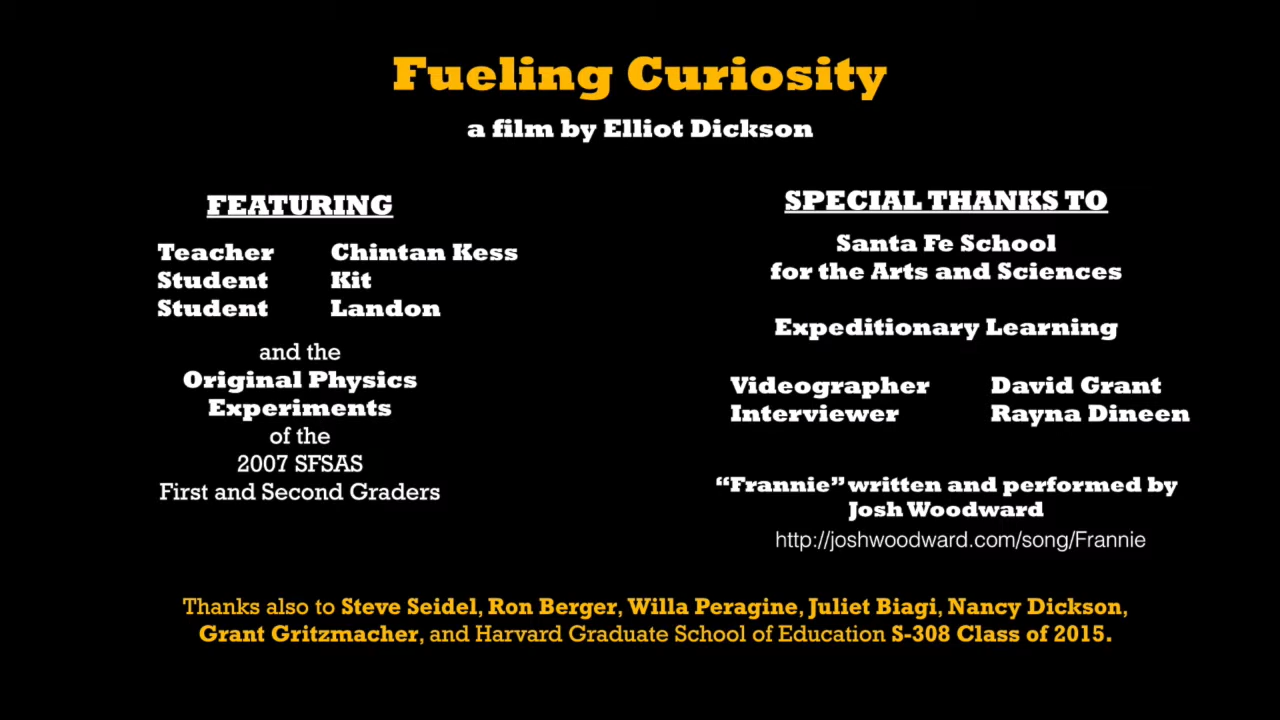 Fueling Curiosity
a film by Elliot Dickson
FEATURING
Teacher Chintan Kess
Student Kit
Student Landon
and the
Original Physics
Experiments
of the
2007 SFSAS
First and Second Graders
SPECIAL THANKS TO
Santa Fe School
for the Arts and Sciences
Expeditionary Learning
Videographer David Grant
Interviewer Rayna Dineen
“Frannie” written and performed by
Josh Woodward
http://joshwoodward.com/song/Frannie
Thanks also to Steve Seidel, Ron Berger, Willa Peragine, Juliet Biagi, Nancy Dickson,
Grant Gritzmacher, and Harvard Graduate School of Education S-308 Class of 2015.